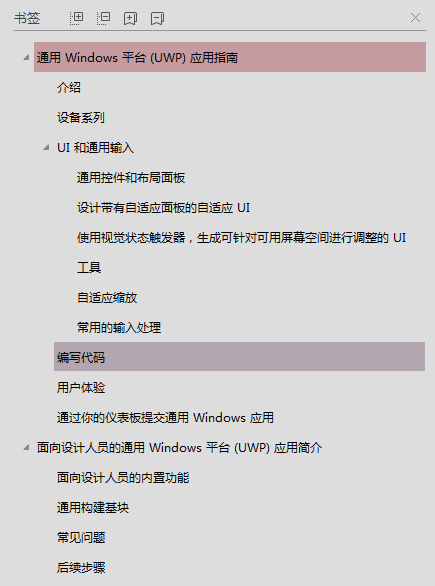 书签
通用 Windows 平台 (UWP) 应用指南
介绍
设备系列
UI 和通用输入
通用控件和布局面板
设计带有自适应面板的自适应 UI
使用视觉状态触发器，生成可针对可用屏幕空间进行调整的 UI
工具
自适应缩放
常用的输入处理
编写代码
用户体验
通过你的仪表板提交通用 Windows 应用
面向设计人员的通用 Windows 平台 (UWP) 应用简介
面向设计人员的内置功能
通用构建基块
常见问题
后续步骤